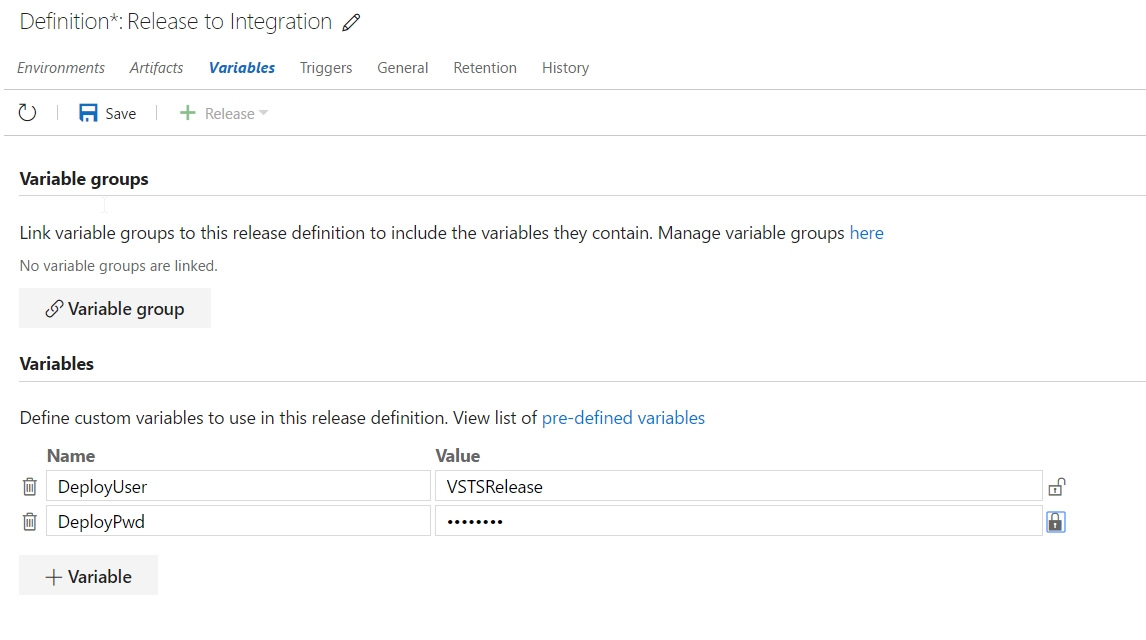 Definition*: Release to Integration
Environments Artifacts Variables Triggers General Retention History
Save Release
Variable groups
Link variable groups to this release definition to include the variables they contain. Manage variable groups here
No variable groups are linked.
Variable group
Variables
Define custom variables to use in this release definition. View list of pre-defined variables
Name Value
DeployUser VSTSRelease
DeployPwd ••••••••
+ Variable